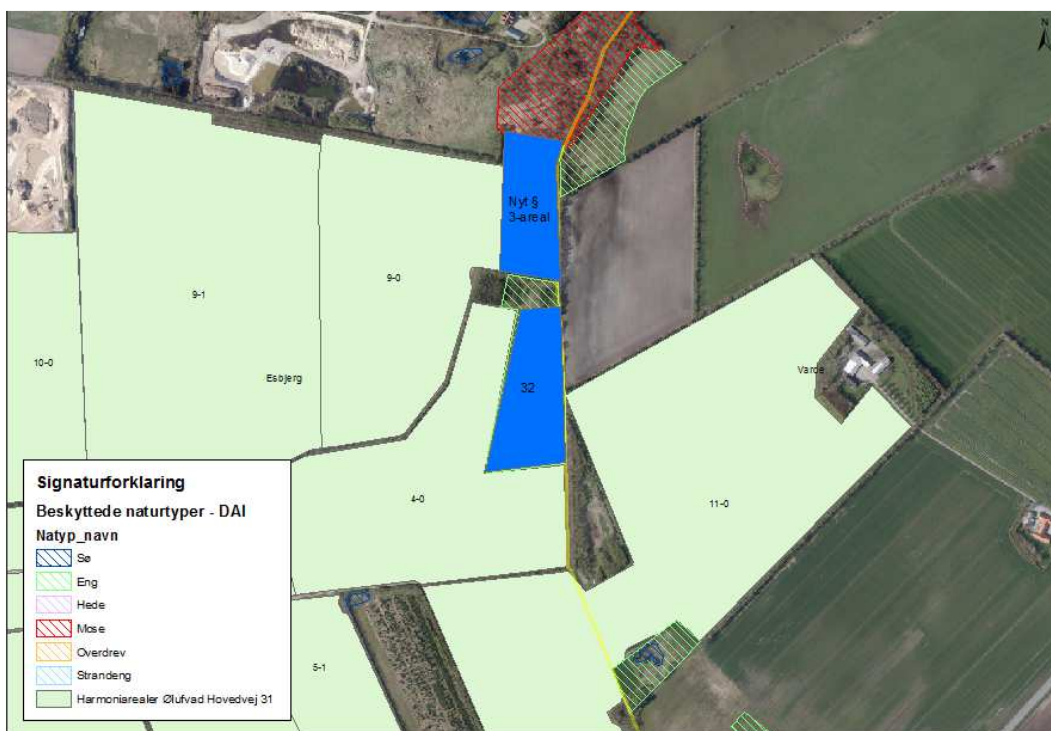 N
Nyt §
3-areal
9-1
9-0
10-0
Esbjerg
32
Varde
4-0
11-0
5-1
Signaturforklaring
Beskyttede naturtyper - DAI
Natyp_navn
Sø
Eng
Hede
Mose
Overdrev
Strandeng
Harmoniarealer Ølufvad Hovedvej 31